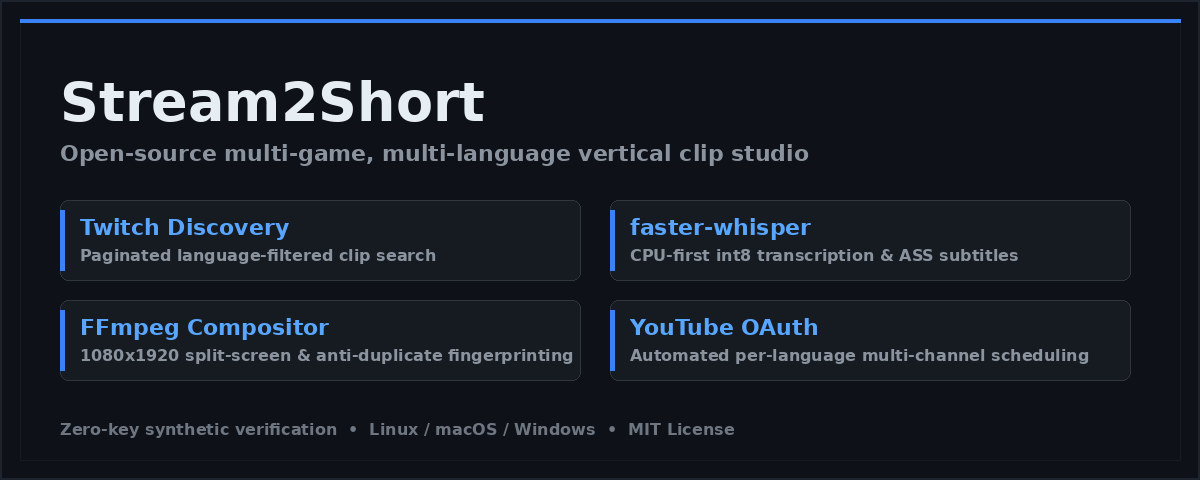 Stream2Short
Open-source multi-game, multi-language vertical clip studio
Twitch Discovery
Paginated language-filtered clip search
faster-whisper
CPU-first int8 transcription & ASS subtitles
FFmpeg Compositor
1080x1920 split-screen & anti-duplicate fingerprinting
YouTube OAuth
Automated per-language multi-channel scheduling
Zero-key synthetic verification • Linux / macOS / Windows • MIT License